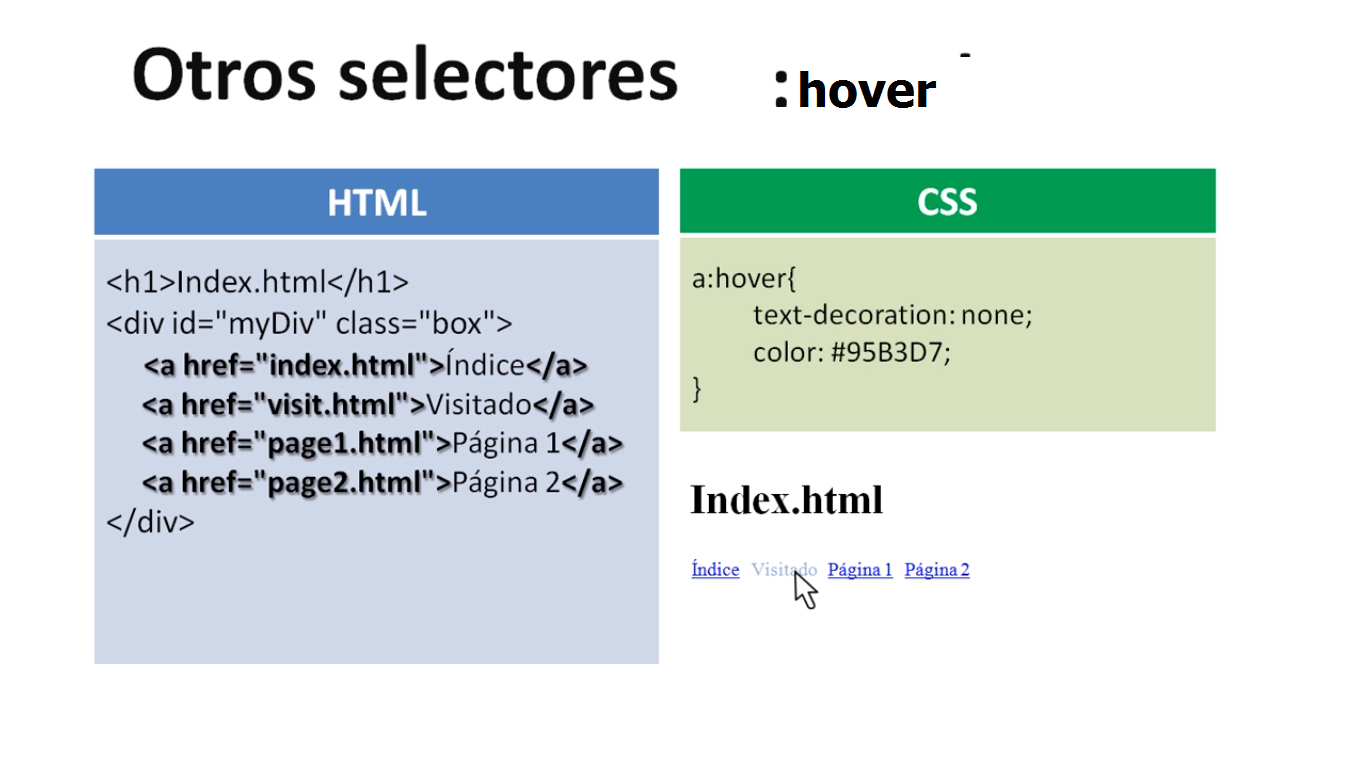 Otros selectores :hover
HTML
<h1>Index.html</h1>
<div id="myDiv" class="box">
<a href="index.html">Índice</a>
<a href="visit.html">Visitado</a>
<a href="page1.html">Página 1</a>
<a href="page2.html">Página 2</a>
</div>
CSS
a:hover{
text-decoration: none;
color: #95B3D7;
}
Index.html
Índice Visitado Página 1 Página 2